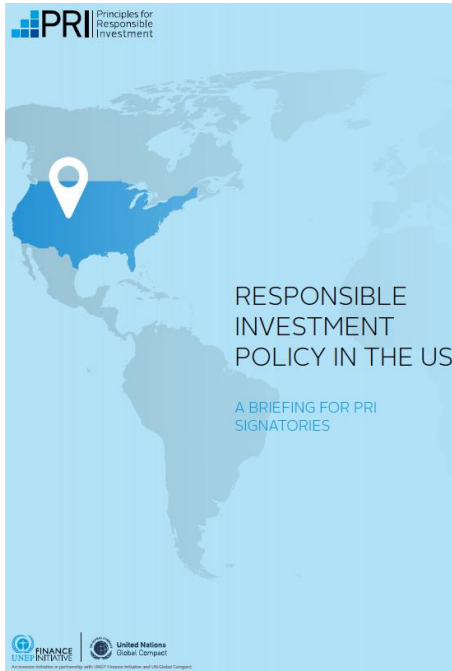 PRI Principles for
Responsible
Investment
RESPONSIBLE
INVESTMENT
POLICY IN THE US
A BRIEFING FOR PRI
SIGNATORIES
UNEP FINANCE
INITIATIVE
United Nations
Global Compact
An investor initiative in partnership with UNEP Finance Initiative and UN Global Compact